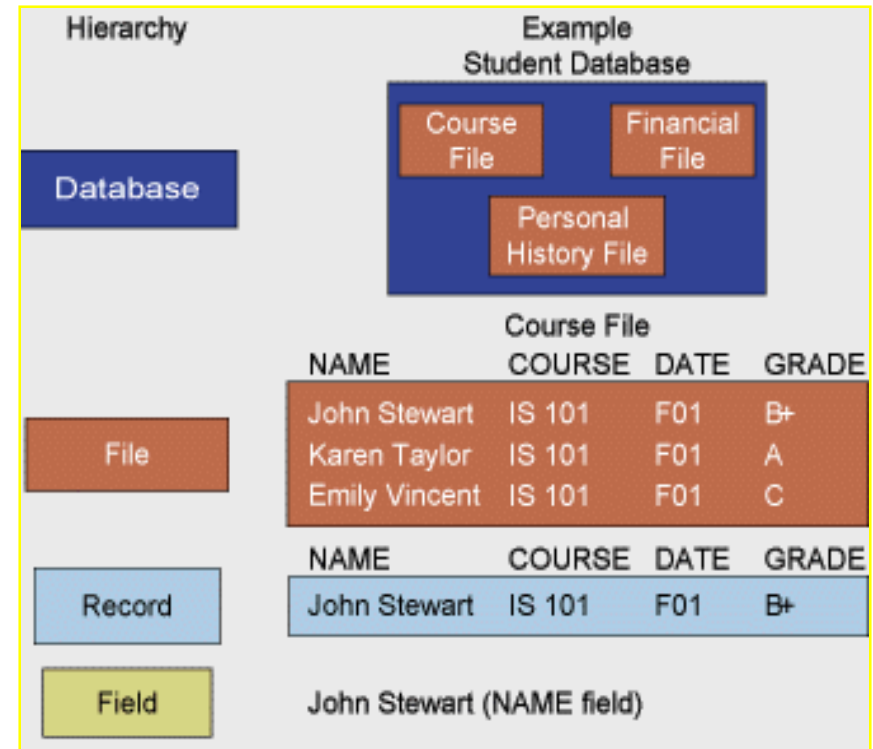 Hierarchy
Example
Student Database
Course
File
Financial
File
Personal
History File
Database
Course File
NAME COURSE DATE GRADE
John Stewart IS 101 F01 B+
Karen Taylor IS 101 F01 A
Emily Vincent IS 101 F01 C
File
NAME COURSE DATE GRADE
John Stewart IS 101 F01 B+
Record
Field
John Stewart (NAME field)